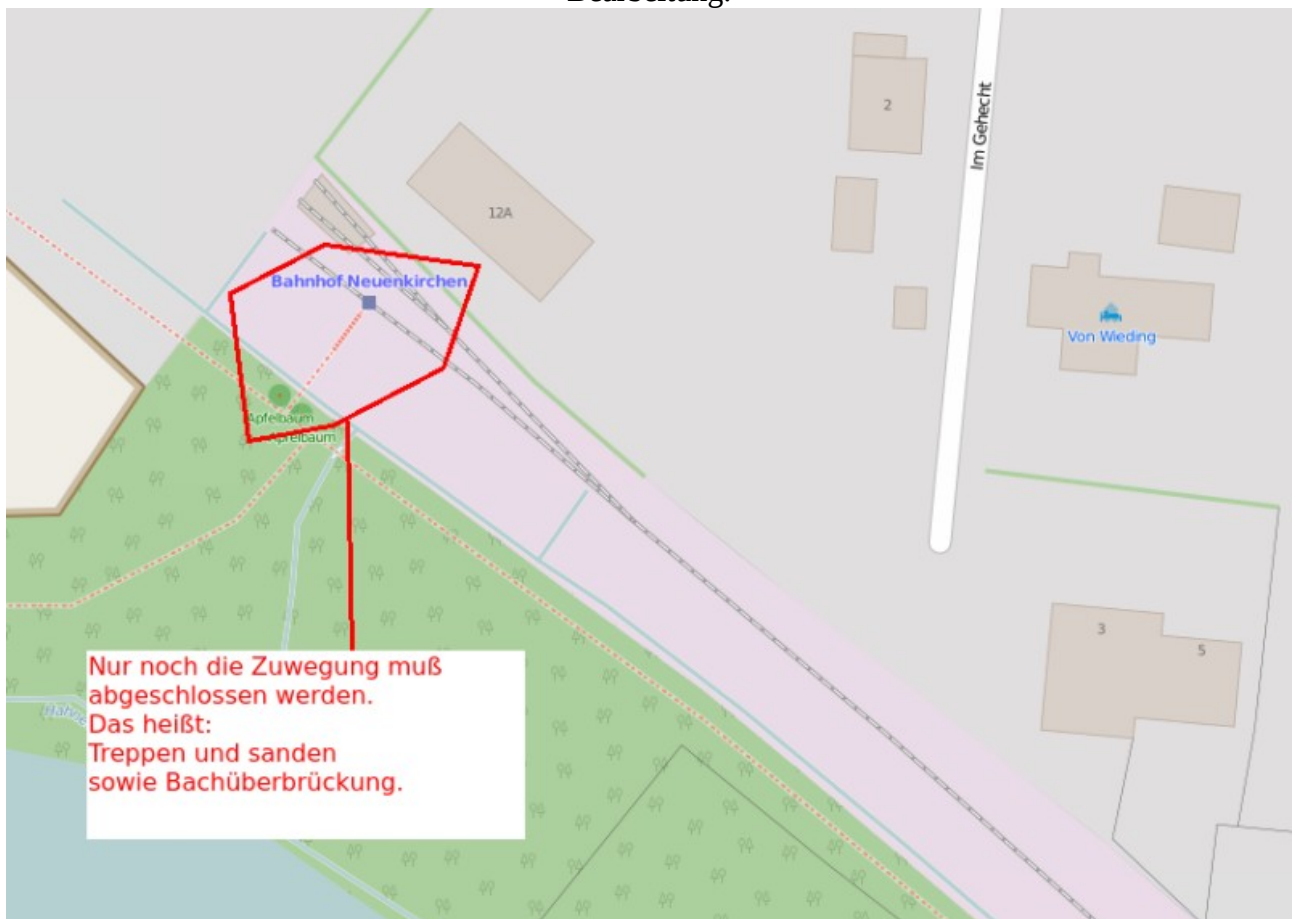 Bearbeitung.
2
Im Gehecht
12A
Bahnhof Neuenkirchen
Von Wieding
Apfelbaum
Apfelbaum
3
5
Nur noch die Zuwegung muß
abgeschlossen werden.
Das heißt:
Treppen und sanden
sowie Bachüberbrückung.